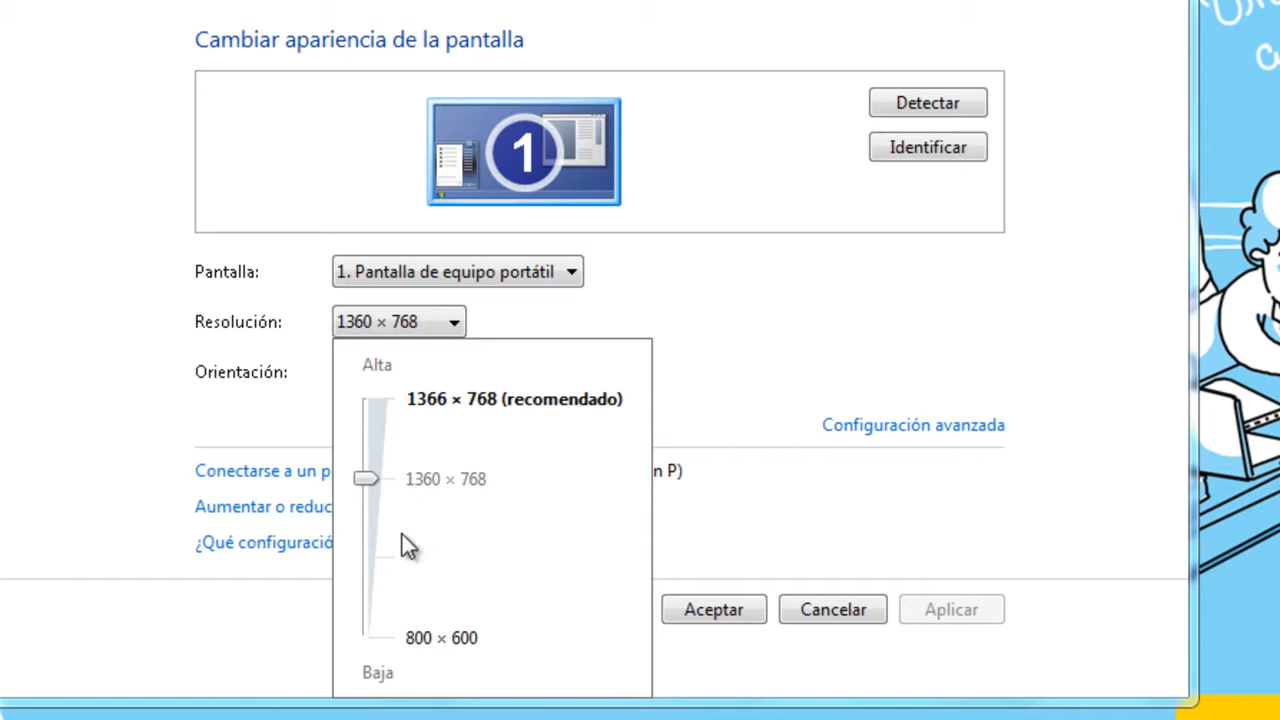 Cambiar apariencia de la pantalla
1
Detectar
Identificar
Pantalla: 1. Pantalla de equipo portátil
Resolución: 1360 × 768
Orientación:
Alta
1366 × 768 (recomendado)
1360 × 768
800 × 600
Baja
Configuración avanzada
Conectarse a un p n P)
Aumentar o reduc
¿Qué configuració
Aceptar Cancelar Aplicar